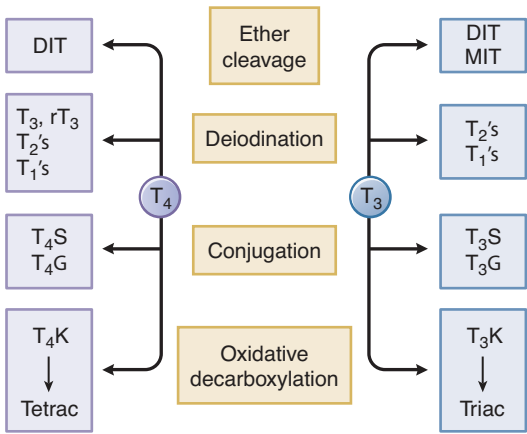 DIT
Ether
cleavage
DIT
MIT
T₃, rT₃
T₂'s
T₁'s
Deiodination
T₂'s
T₁'s
T₄
T₃
T₄S
T₄G
Conjugation
T₃S
T₃G
T₄K
Tetrac
Oxidative
decarboxylation
T₃K
Triac